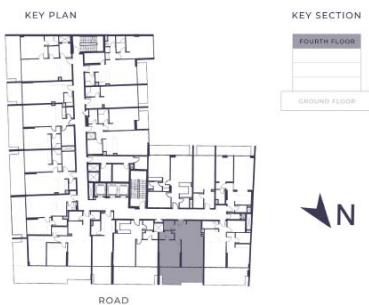 KEY PLAN
KEY SECTION
FOURTH FLOOR
GROUND FLOOR
N
ROAD